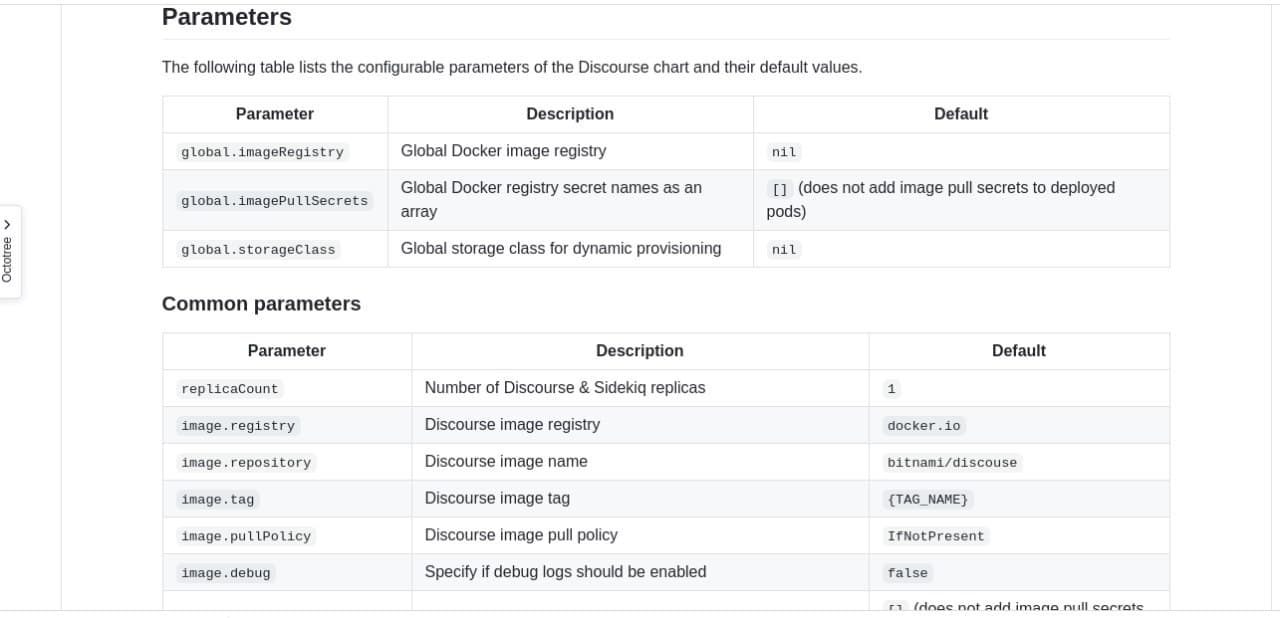 Parameters
The following table lists the configurable parameters of the Discourse chart and their default values.
Parameter Description Default
global.imageRegistry Global Docker image registry nil
global.imagePullSecrets Global Docker registry secret names as an array [] (does not add image pull secrets to deployed pods)
global.storageClass Global storage class for dynamic provisioning nil
Octotree
Common parameters
Parameter Description Default
replicaCount Number of Discourse & Sidekiq replicas 1
image.registry Discourse image registry docker.io
image.repository Discourse image name bitnami/discouse
image.tag Discourse image tag {TAG_NAME}
image.pullPolicy Discourse image pull policy IfNotPresent
image.debug Specify if debug logs should be enabled false
[] (does not add image pull secrets